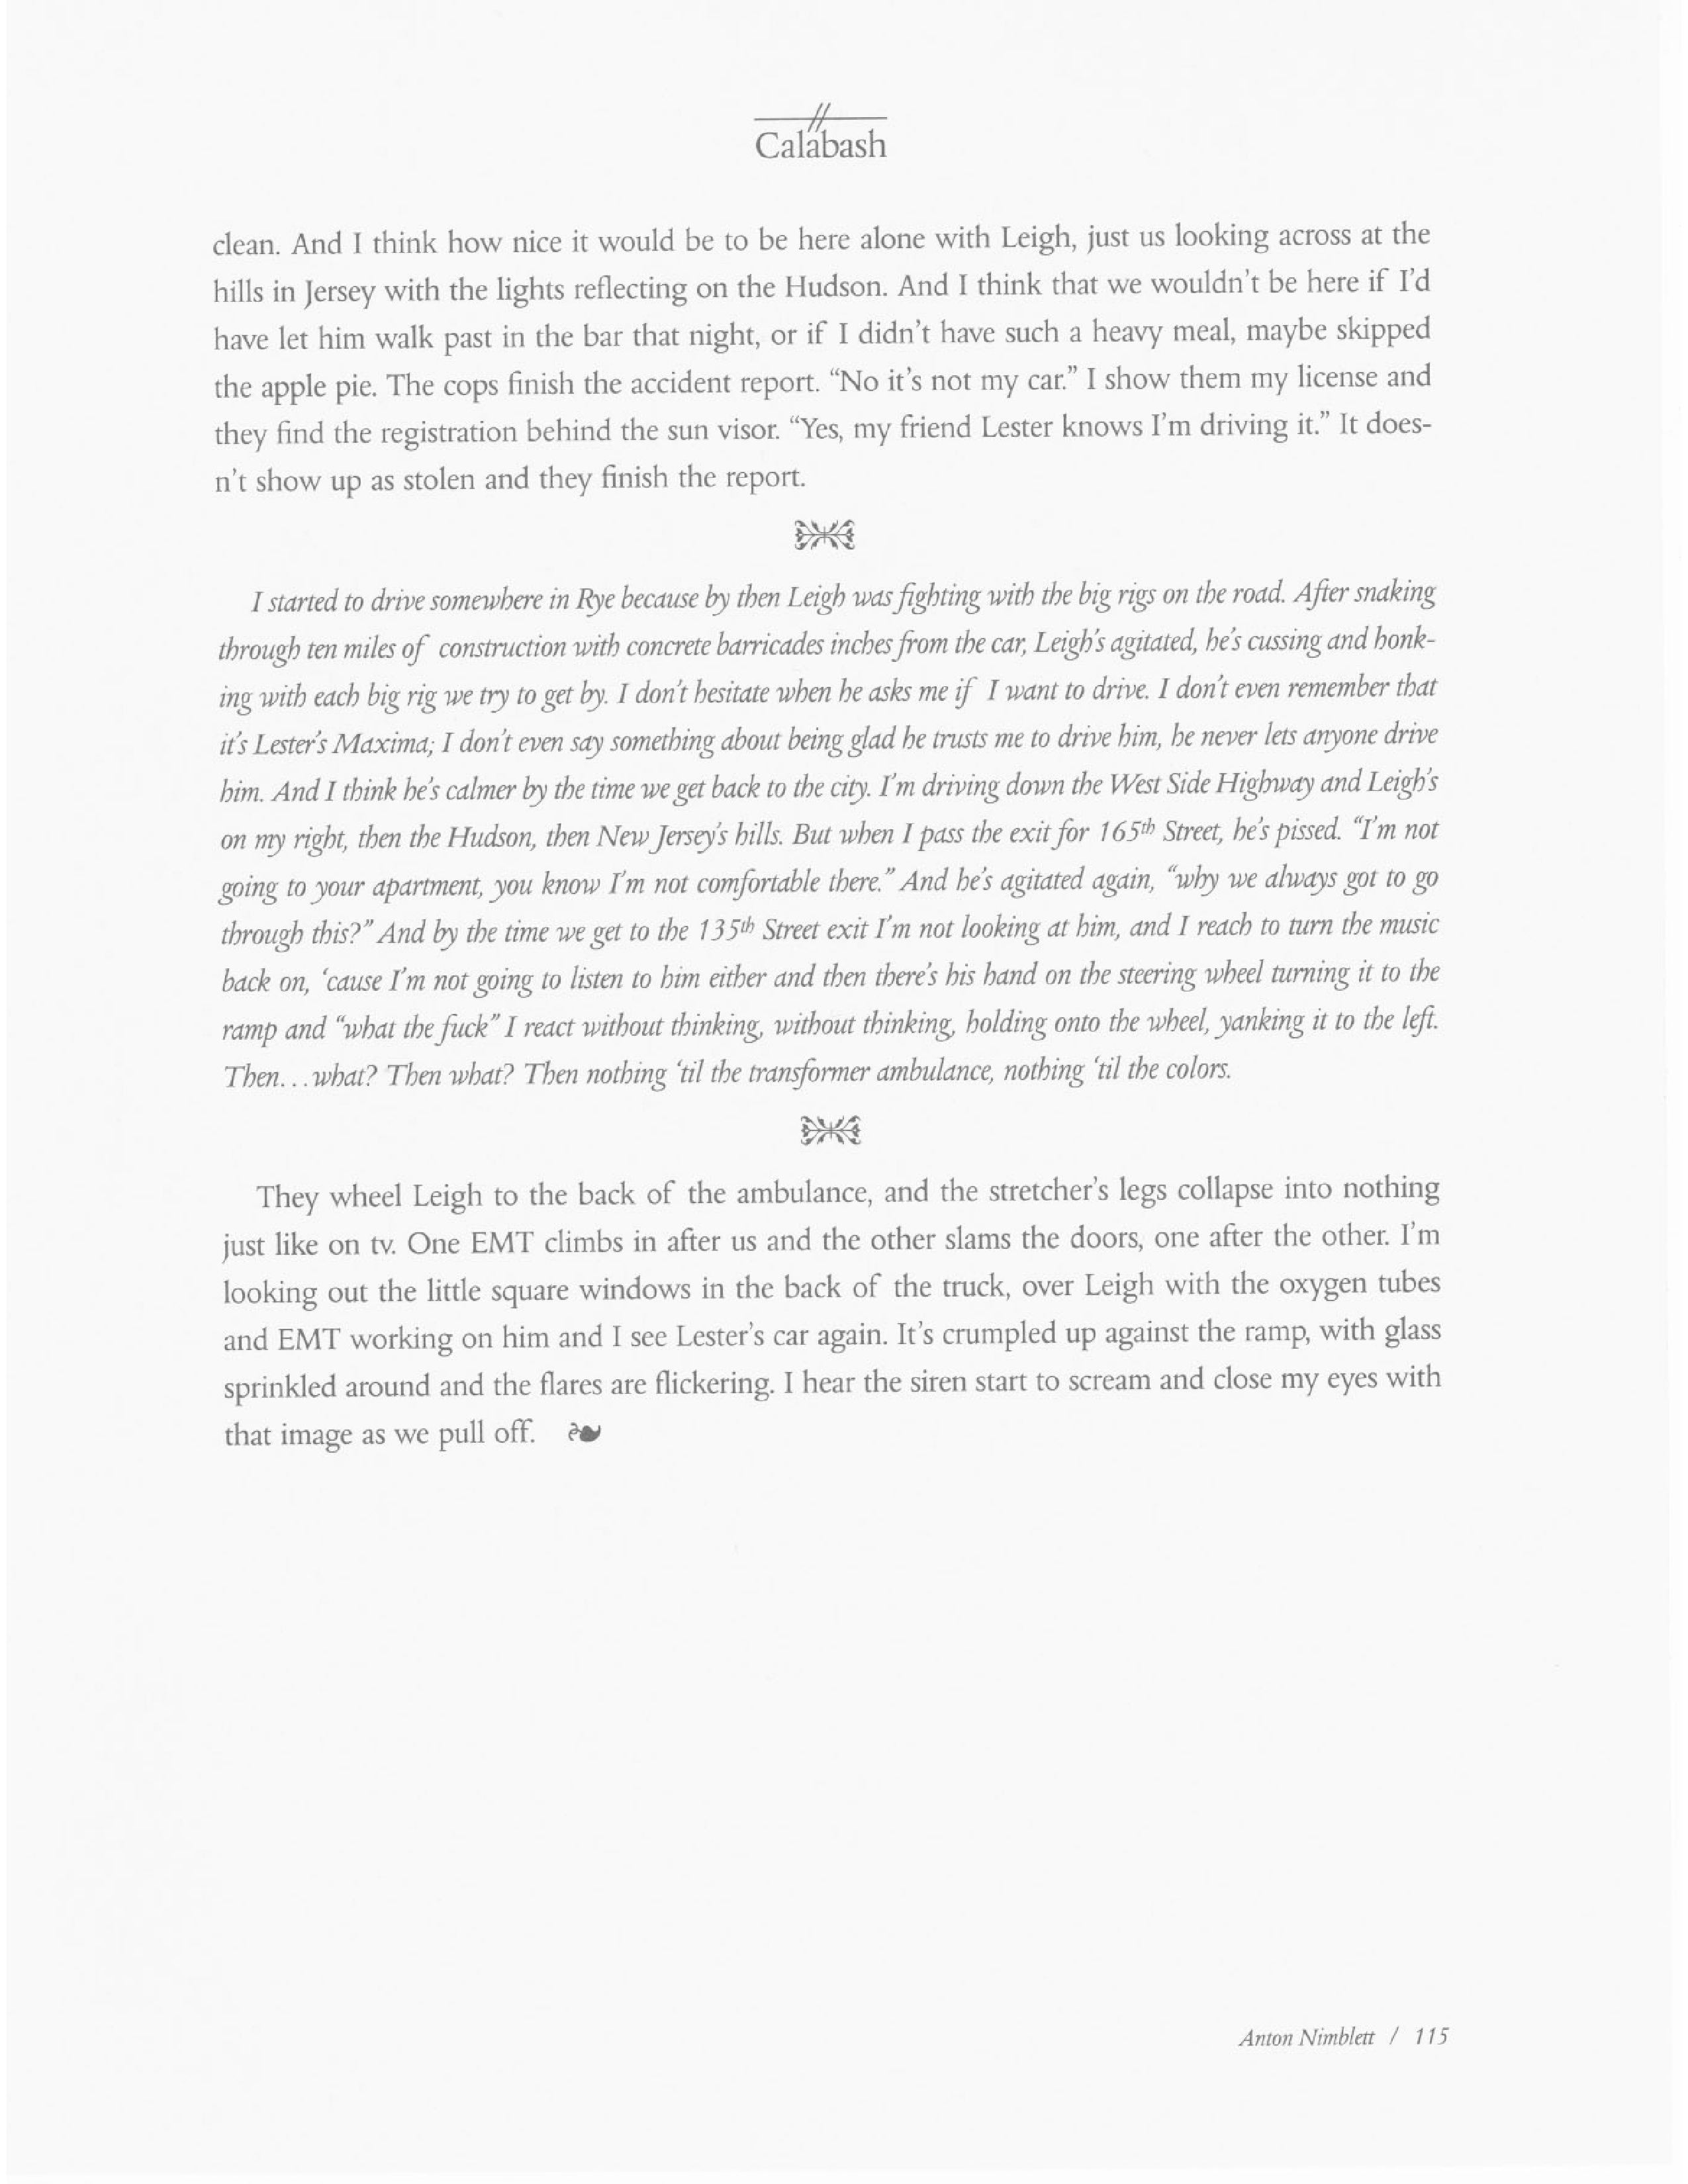 Calabash
clean. And I think how nice it would be to be here alone with Leigh, just us looking across at the
hills in Jersey with the lights reflecting on the Hudson. And I think that we wouldn't be here if I'd
have let him walk past in the bar that night, or if I didn't have such a heavy meal, maybe skipped
the apple pie. The cops finish the accident report. “No it's not my car.” I show them my license and
they find the registration behind the sun visor. “Yes, my friend Lester knows I'm driving it.” It does-
n't show up as stolen and they finish the report.
I started to drive somewhere in Rye because by then Leigh was fighting with the big rigs on the road. After snaking
through ten miles of construction with concrete barricades inches from the car, Leigh's agitated, he's cussing and honk-
ing with each big rig we try to get by. I don't hesitate when he asks me if I want to drive. I don't even remember that
it's Lester's Maxima; I don't even say something about being glad he trusts me to drive him, he never lets anyone drive
him. And I think he's calmer by the time we get back to the city. I'm driving down the West Side Highway and Leigh's
on my right, then the Hudson, then New Jersey's hills. But when I pass the exit for 165th Street, he's pissed. “I'm not
going to your apartment, you know I'm not comfortable there.” And he's agitated again, “why we always got to go
through this?” And by the time we get to the 135th Street exit I'm not looking at him, and I reach to turn the music
back on, ‘cause I'm not going to listen to him either and then there's his hand on the steering wheel turning it to the
ramp and “what the fuck” I react without thinking, without thinking, holding onto the wheel, yanking it to the left.
Then. . .what? Then what? Then nothing ‘til the transformer ambulance, nothing ‘til the colors.
They wheel Leigh to the back of the ambulance, and the stretcher's legs collapse into nothing
just like on tv. One EMT climbs in after us and the other slams the doors, one after the other. I'm
looking out the little square windows in the back of the truck, over Leigh with the oxygen tubes
and EMT working on him and I see Lester's car again. It's crumpled up against the ramp, with glass
sprinkled around and the flares are flickering. I hear the siren start to scream and close my eyes with
that image as we pull off.
Anton Nimblett / 115